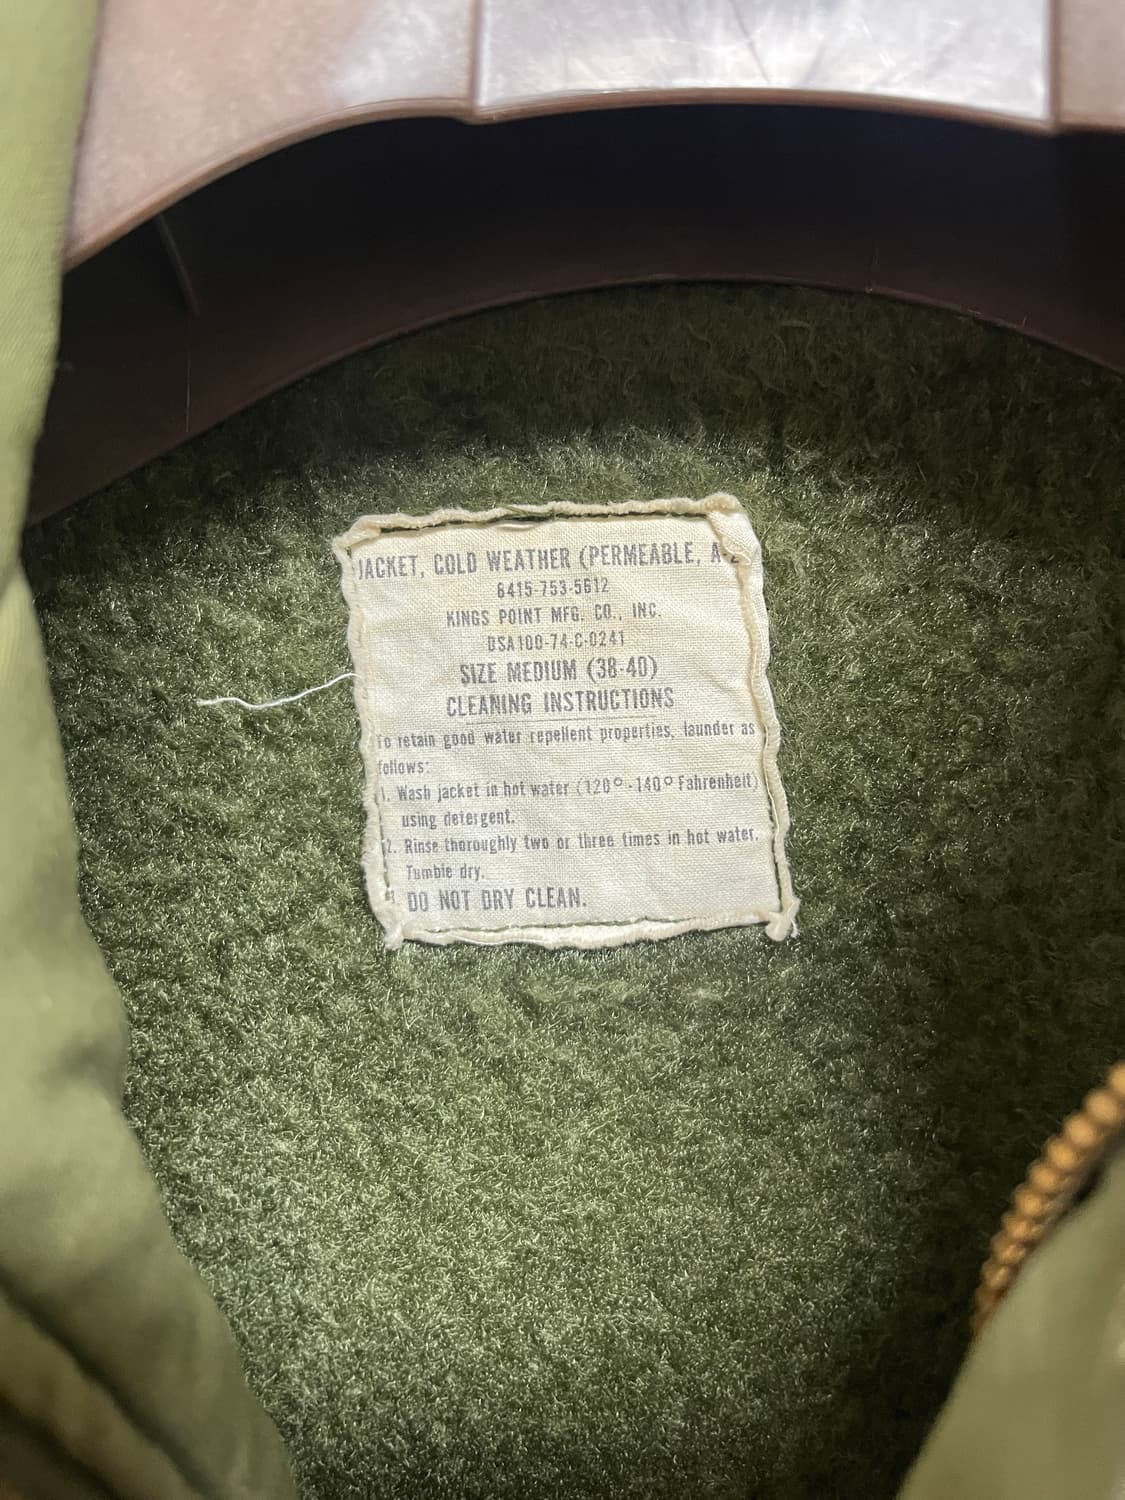 JACKET, COLD WEATHER (PERMEABLE, A-2
8415-753-5612
KINGS POINT MFG. CO., INC.
DSA100-74-C-0241
SIZE MEDIUM (38-40)
CLEANING INSTRUCTIONS
To retain good water repellent properties, launder as
follows:
1. Wash jacket in hot water (120°-140° Fahrenheit)
using detergent.
2. Rinse thoroughly two or three times in hot water.
Tumble dry.
DO NOT DRY CLEAN.